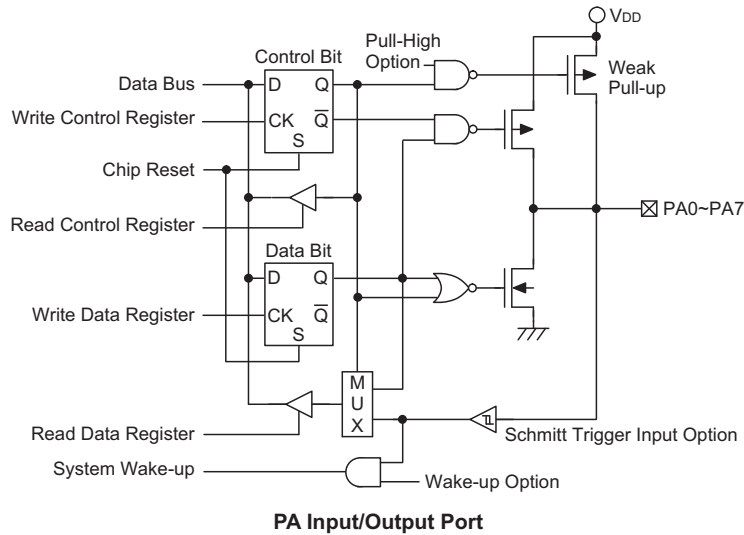 VDD
Control Bit
Pull-High
Option
Weak
Pull-up
Data Bus
D
Q
Write Control Register
CK
Q̅
S
Chip Reset
Read Control Register
PA0~PA7
Data Bit
D
Q
Write Data Register
CK
Q̅
S
M
U
X
Read Data Register
Schmitt Trigger Input Option
System Wake-up
Wake-up Option
PA Input/Output Port